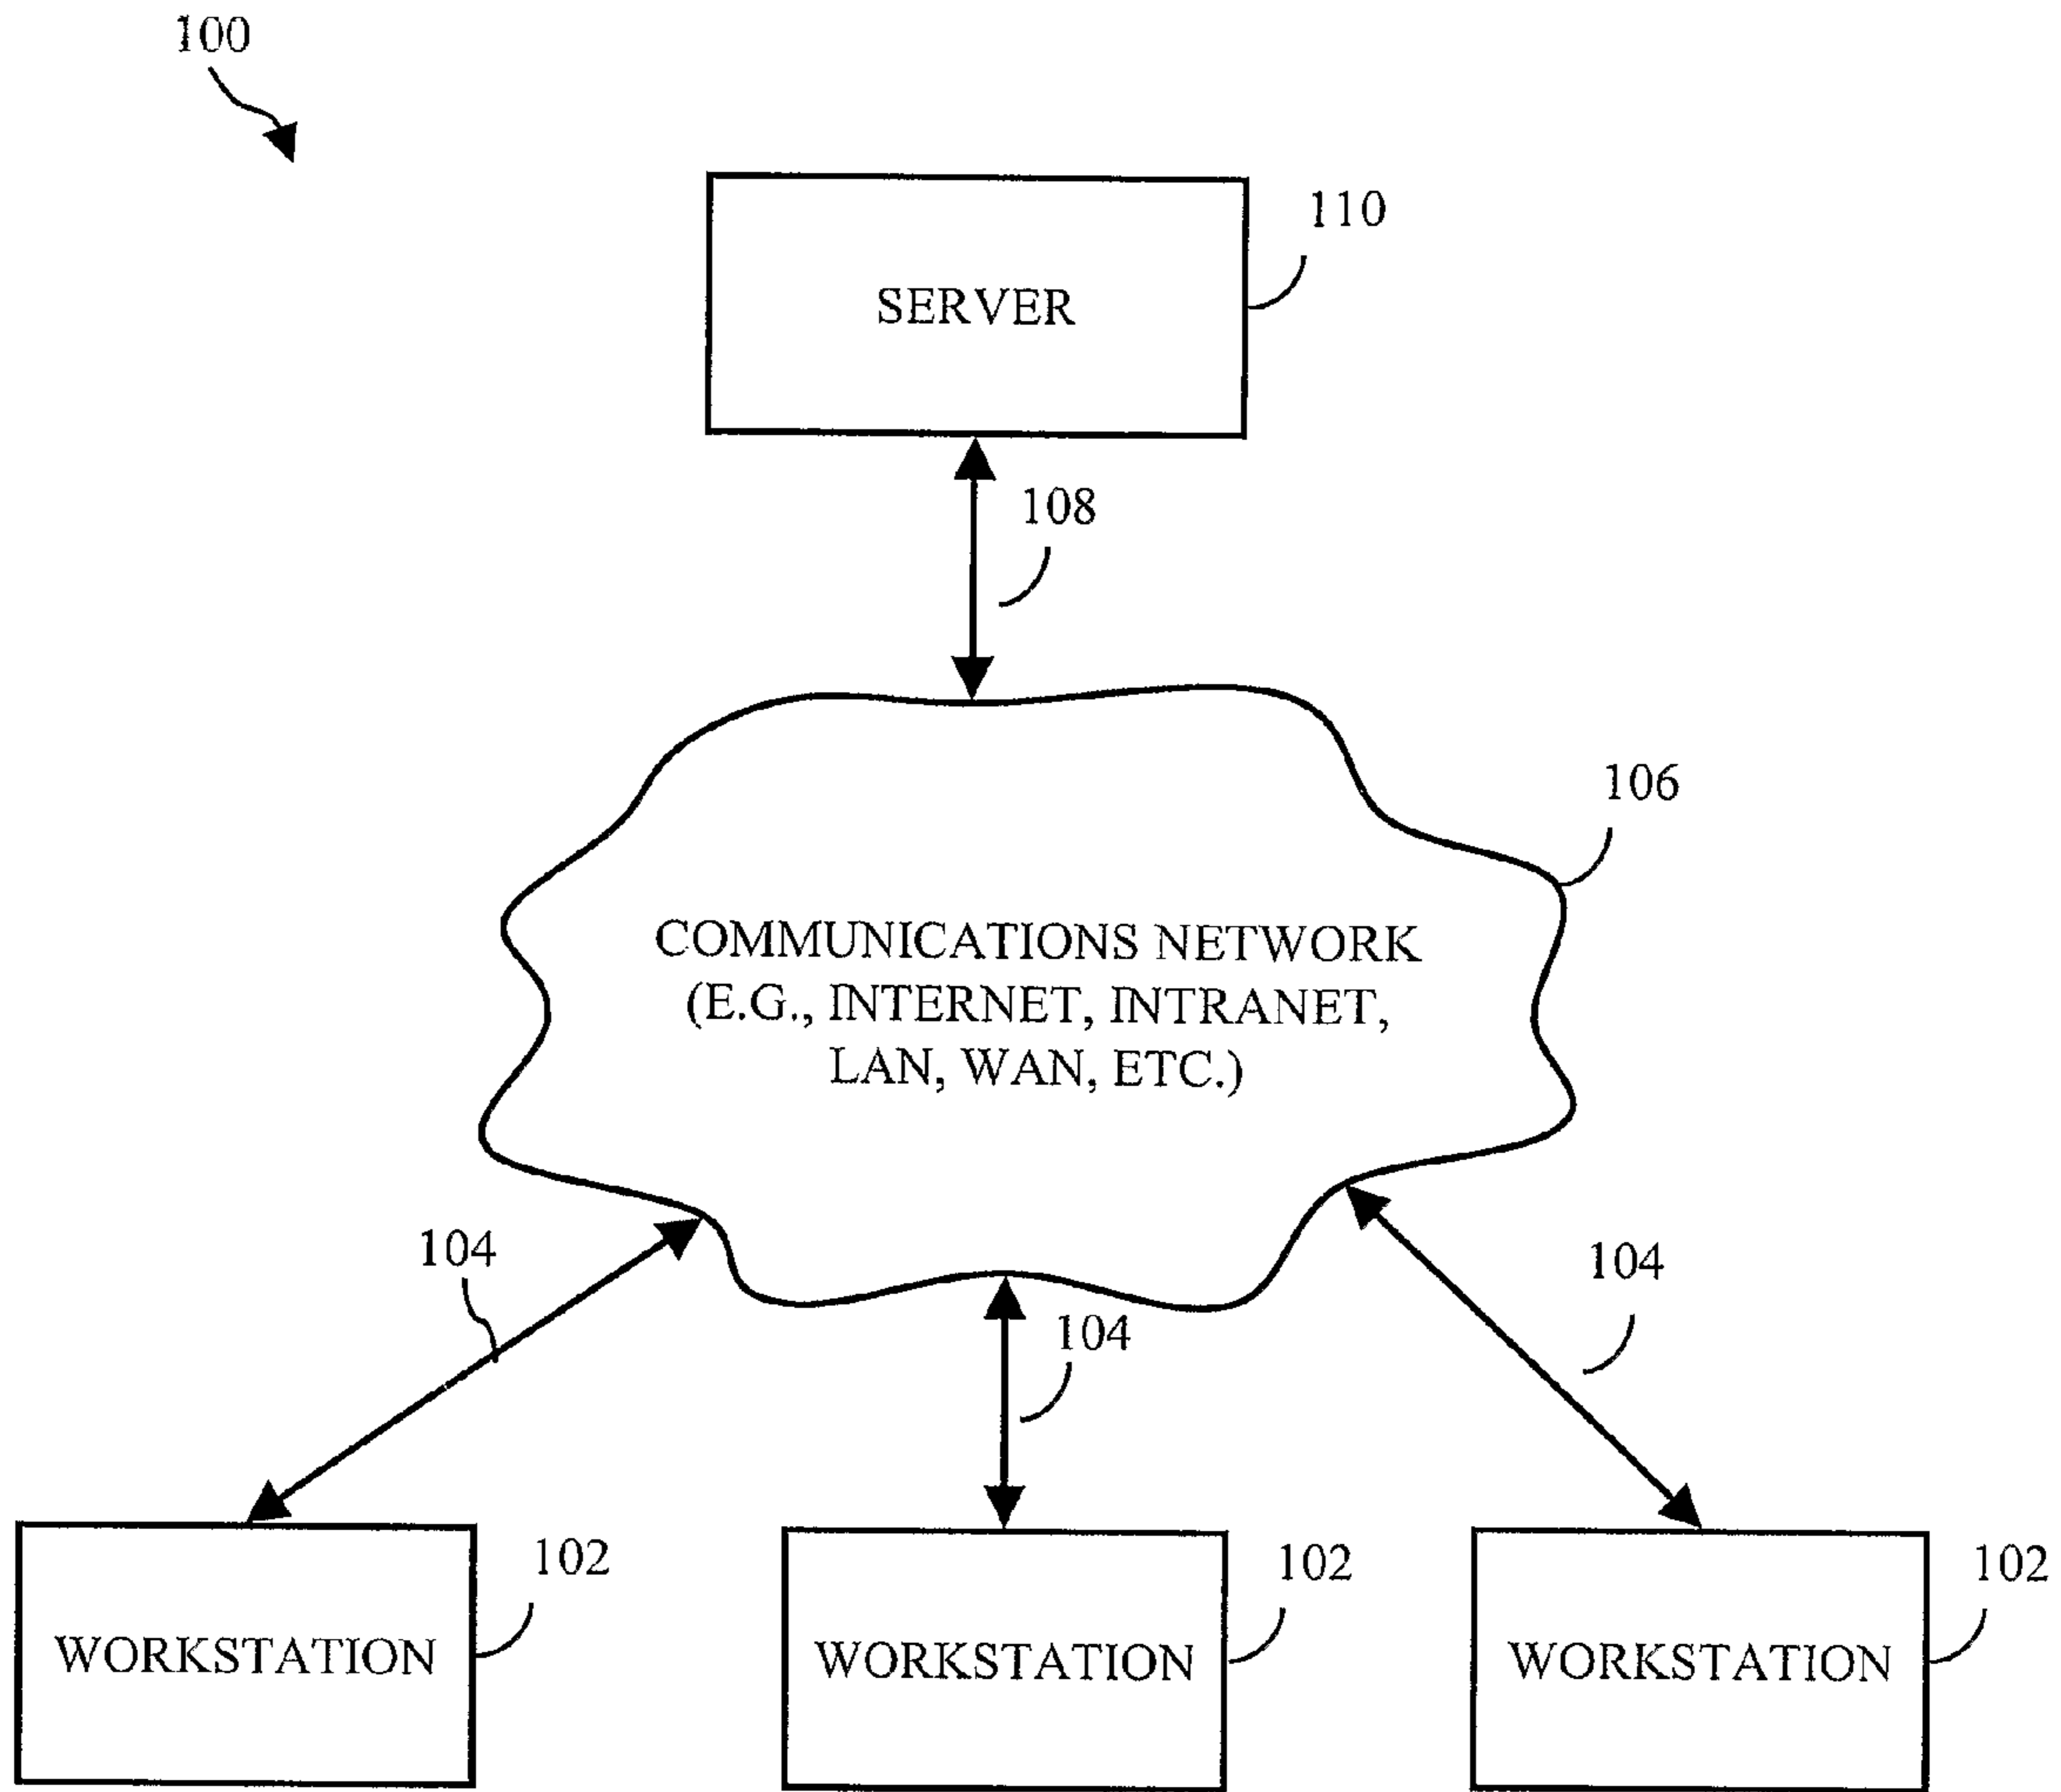 100
110
SERVER
108
106
COMMUNICATIONS NETWORK
(E.G., INTERNET, INTRANET,
LAN, WAN, ETC.)
104
104
104
102
102
102
WORKSTATION
WORKSTATION
WORKSTATION